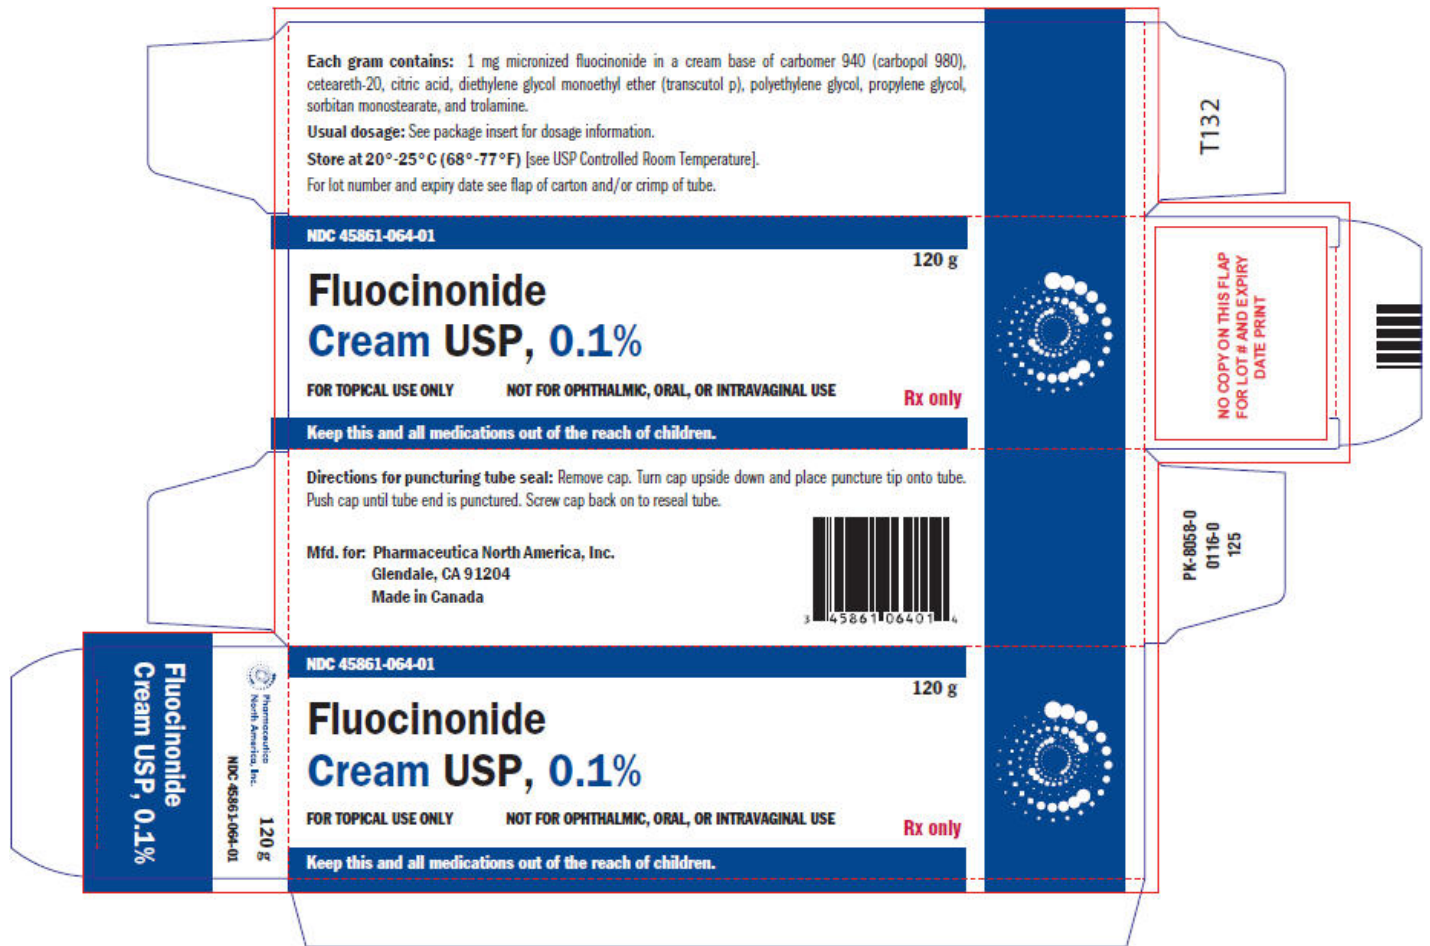 Each gram contains: 1 mg micronized fluocinonide in a cream base of carbomer 940 (carbopol 980),
ceteareth-20, citric acid, diethylene glycol monoethyl ether (transcutol p), polyethylene glycol, propylene glycol,
sorbitan monostearate, and trolamine.
Usual dosage: See package insert for dosage information.
Store at 20°-25°C (68°-77°F) [see USP Controlled Room Temperature].
For lot number and expiry date see flap of carton and/or crimp of tube.
T132
NDC 45861-064-01
120 g
Fluocinonide
Cream USP, 0.1%
FOR TOPICAL USE ONLY NOT FOR OPHTHALMIC, ORAL, OR INTRAVAGINAL USE
Rx only
Keep this and all medications out of the reach of children.
NO COPY ON THIS FLAP
FOR LOT # AND EXPIRY
DATE PRINT
Directions for puncturing tube seal: Remove cap. Turn cap upside down and place puncture tip onto tube.
Push cap until tube end is punctured. Screw cap back on to reseal tube.
Mfd. for: Pharmaceutica North America, Inc.
Glendale, CA 91204
Made in Canada
3 45861 06401 4
PK-8058-0
0116-0
125
Fluocinonide
Cream USP, 0.1%
Pharmaceutica
North America, Inc.
120 g
NDC 45861-064-01
NDC 45861-064-01
120 g
Fluocinonide
Cream USP, 0.1%
FOR TOPICAL USE ONLY NOT FOR OPHTHALMIC, ORAL, OR INTRAVAGINAL USE
Rx only
Keep this and all medications out of the reach of children.